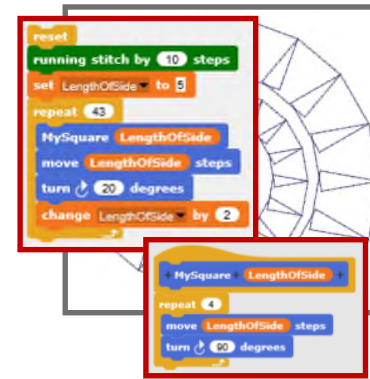 reset
running stitch by 10 steps
set LengthOfSide to 5
repeat 43
MySquare LengthOfSide
move LengthOfSide steps
turn 20 degrees
change LengthOfSide by 2
+ MySquare + LengthOfSide +
repeat 4
move LengthOfSide steps
turn 90 degrees